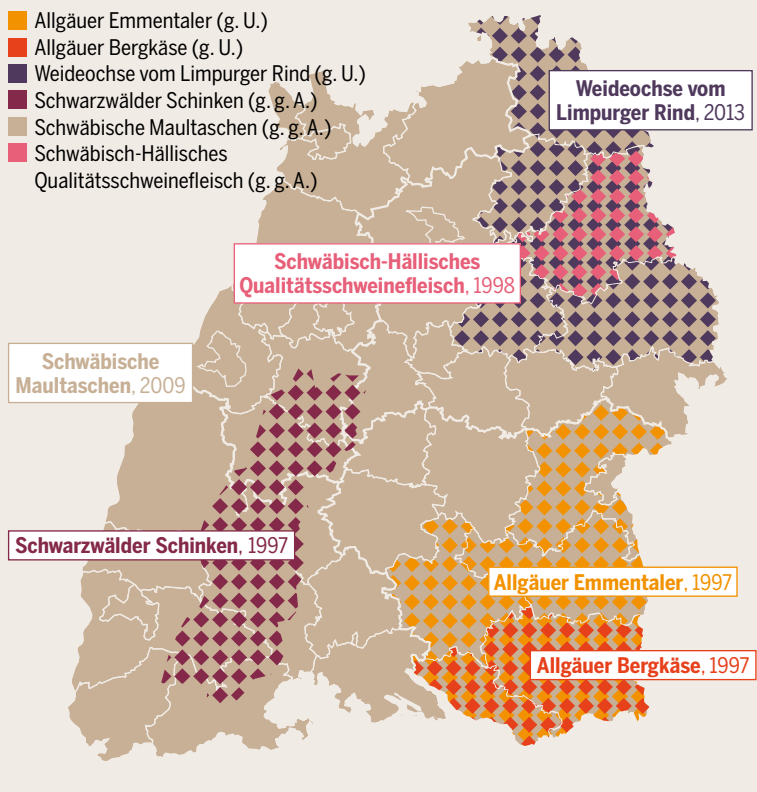 Allgäuer Emmentaler (g. U.)
Allgäuer Bergkäse (g. U.)
Weideochse vom Limpurger Rind (g. U.)
Schwarzwälder Schinken (g. g. A.)
Schwäbische Maultaschen (g. g. A.)
Schwäbisch-Hällisches
Qualitätsschweinefleisch (g. g. A.)
Weideochse vom
Limpurger Rind, 2013
Schwäbisch-Hällisches
Qualitätsschweinefleisch, 1998
Schwäbische
Maultaschen, 2009
Schwarzwälder Schinken, 1997
Allgäuer Emmentaler, 1997
Allgäuer Bergkäse, 1997